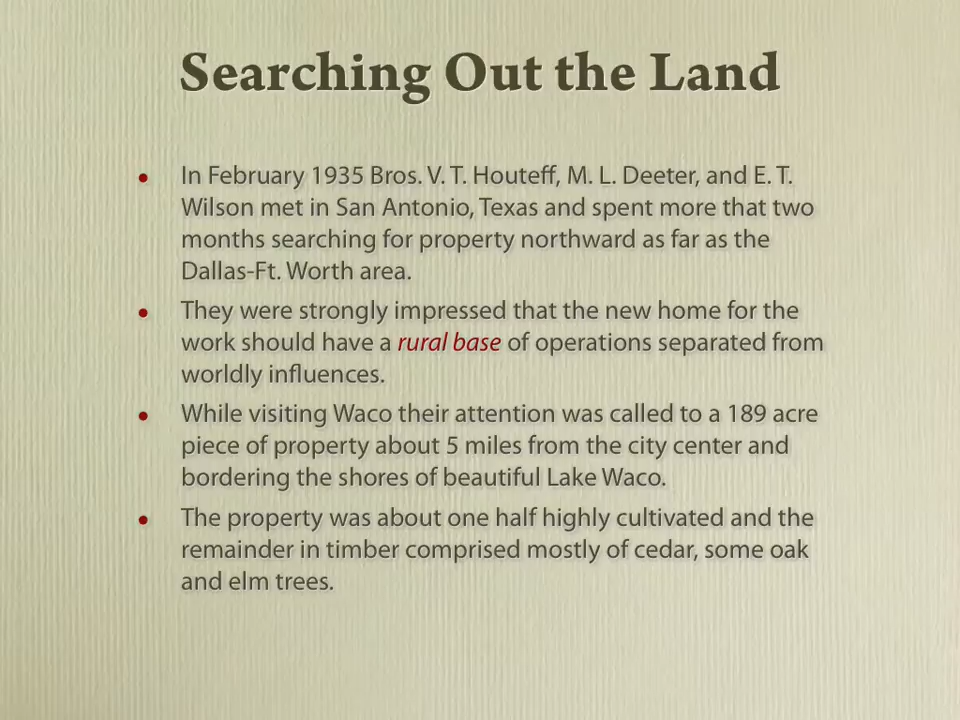 Searching Out the Land
• In February 1935 Bros. V. T. Houteff, M. L. Deeter, and E. T.
Wilson met in San Antonio, Texas and spent more that two
months searching for property northward as far as the
Dallas-Ft. Worth area.
• They were strongly impressed that the new home for the
work should have a rural base of operations separated from
worldly influences.
• While visiting Waco their attention was called to a 189 acre
piece of property about 5 miles from the city center and
bordering the shores of beautiful Lake Waco.
• The property was about one half highly cultivated and the
remainder in timber comprised mostly of cedar, some oak
and elm trees.